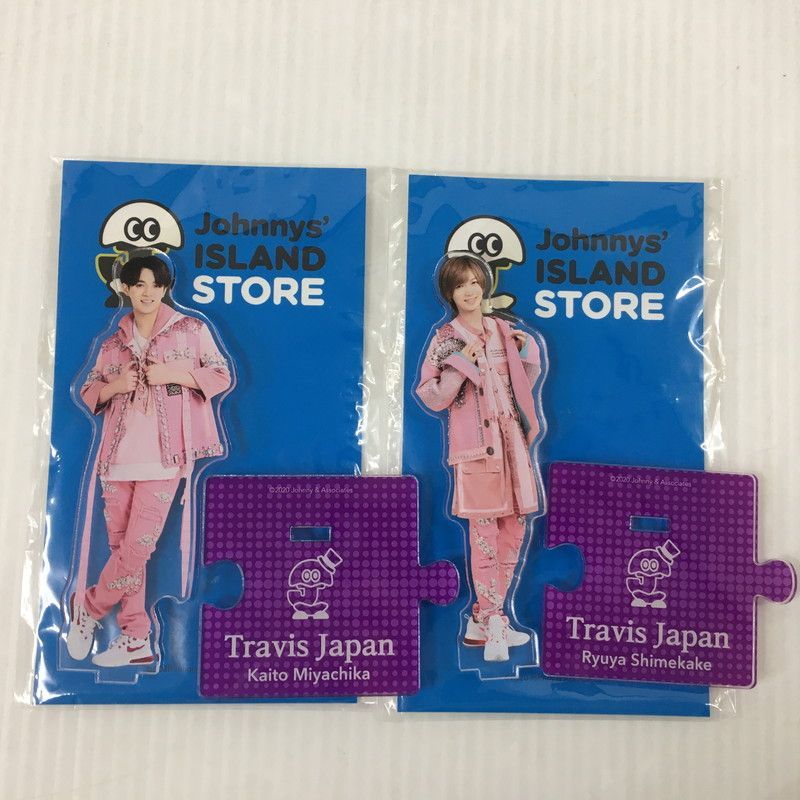 Johnnys'
ISLAND
STORE
©2020 Johnny & Associates
Travis Japan
Kaito Miyachika
Johnnys'
ISLAND
STORE
©2020 Johnny & Associates
Travis Japan
Ryuya Shimekake